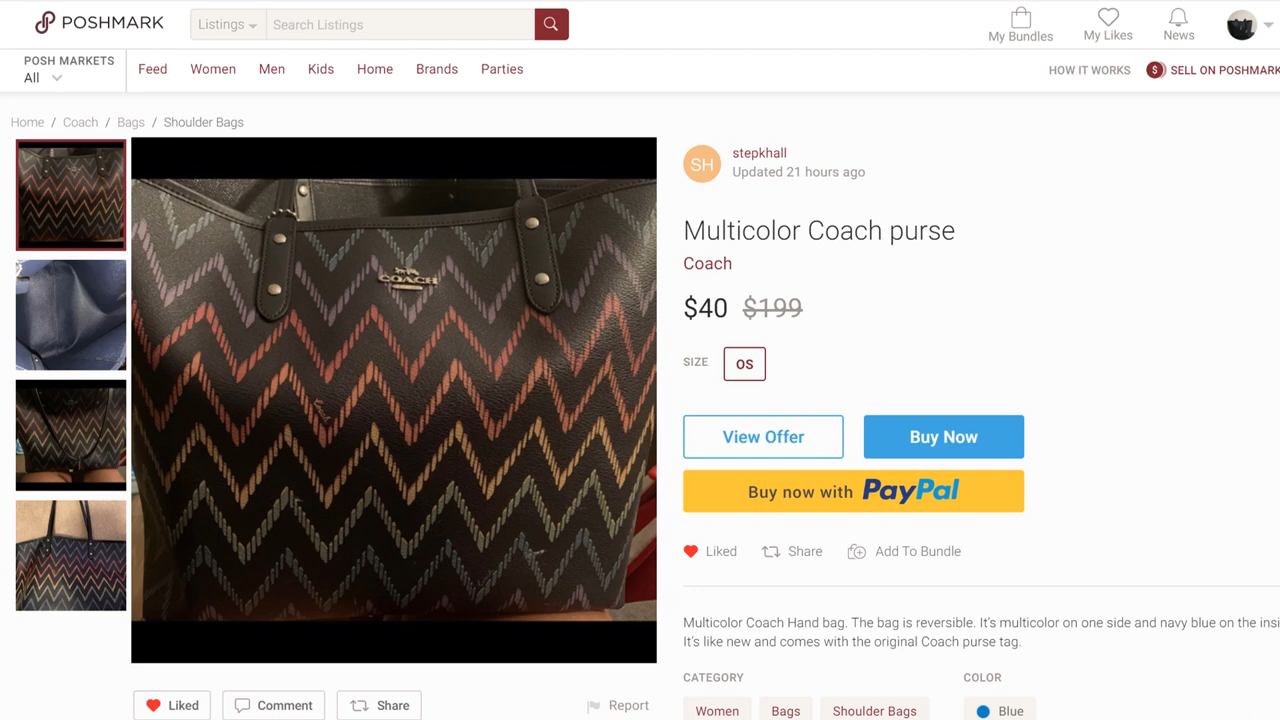 POSHMARK
Listings
Search Listings
My Bundles
My Likes
News
POSH MARKETS
All
Feed
Women
Men
Kids
Home
Brands
Parties
HOW IT WORKS
$ SELL ON POSHMARK
Home / Coach / Bags / Shoulder Bags
COACH
SH
stepkhall
Updated 21 hours ago
Multicolor Coach purse
Coach
$40 $199
SIZE
OS
View Offer
Buy Now
Buy now with PayPal
Liked
Share
Add To Bundle
Multicolor Coach Hand bag. The bag is reversible. It's multicolor on one side and navy blue on the insi
It's like new and comes with the original Coach purse tag.
CATEGORY
COLOR
Women
Bags
Shoulder Bags
Blue
Liked
Comment
Share
Report